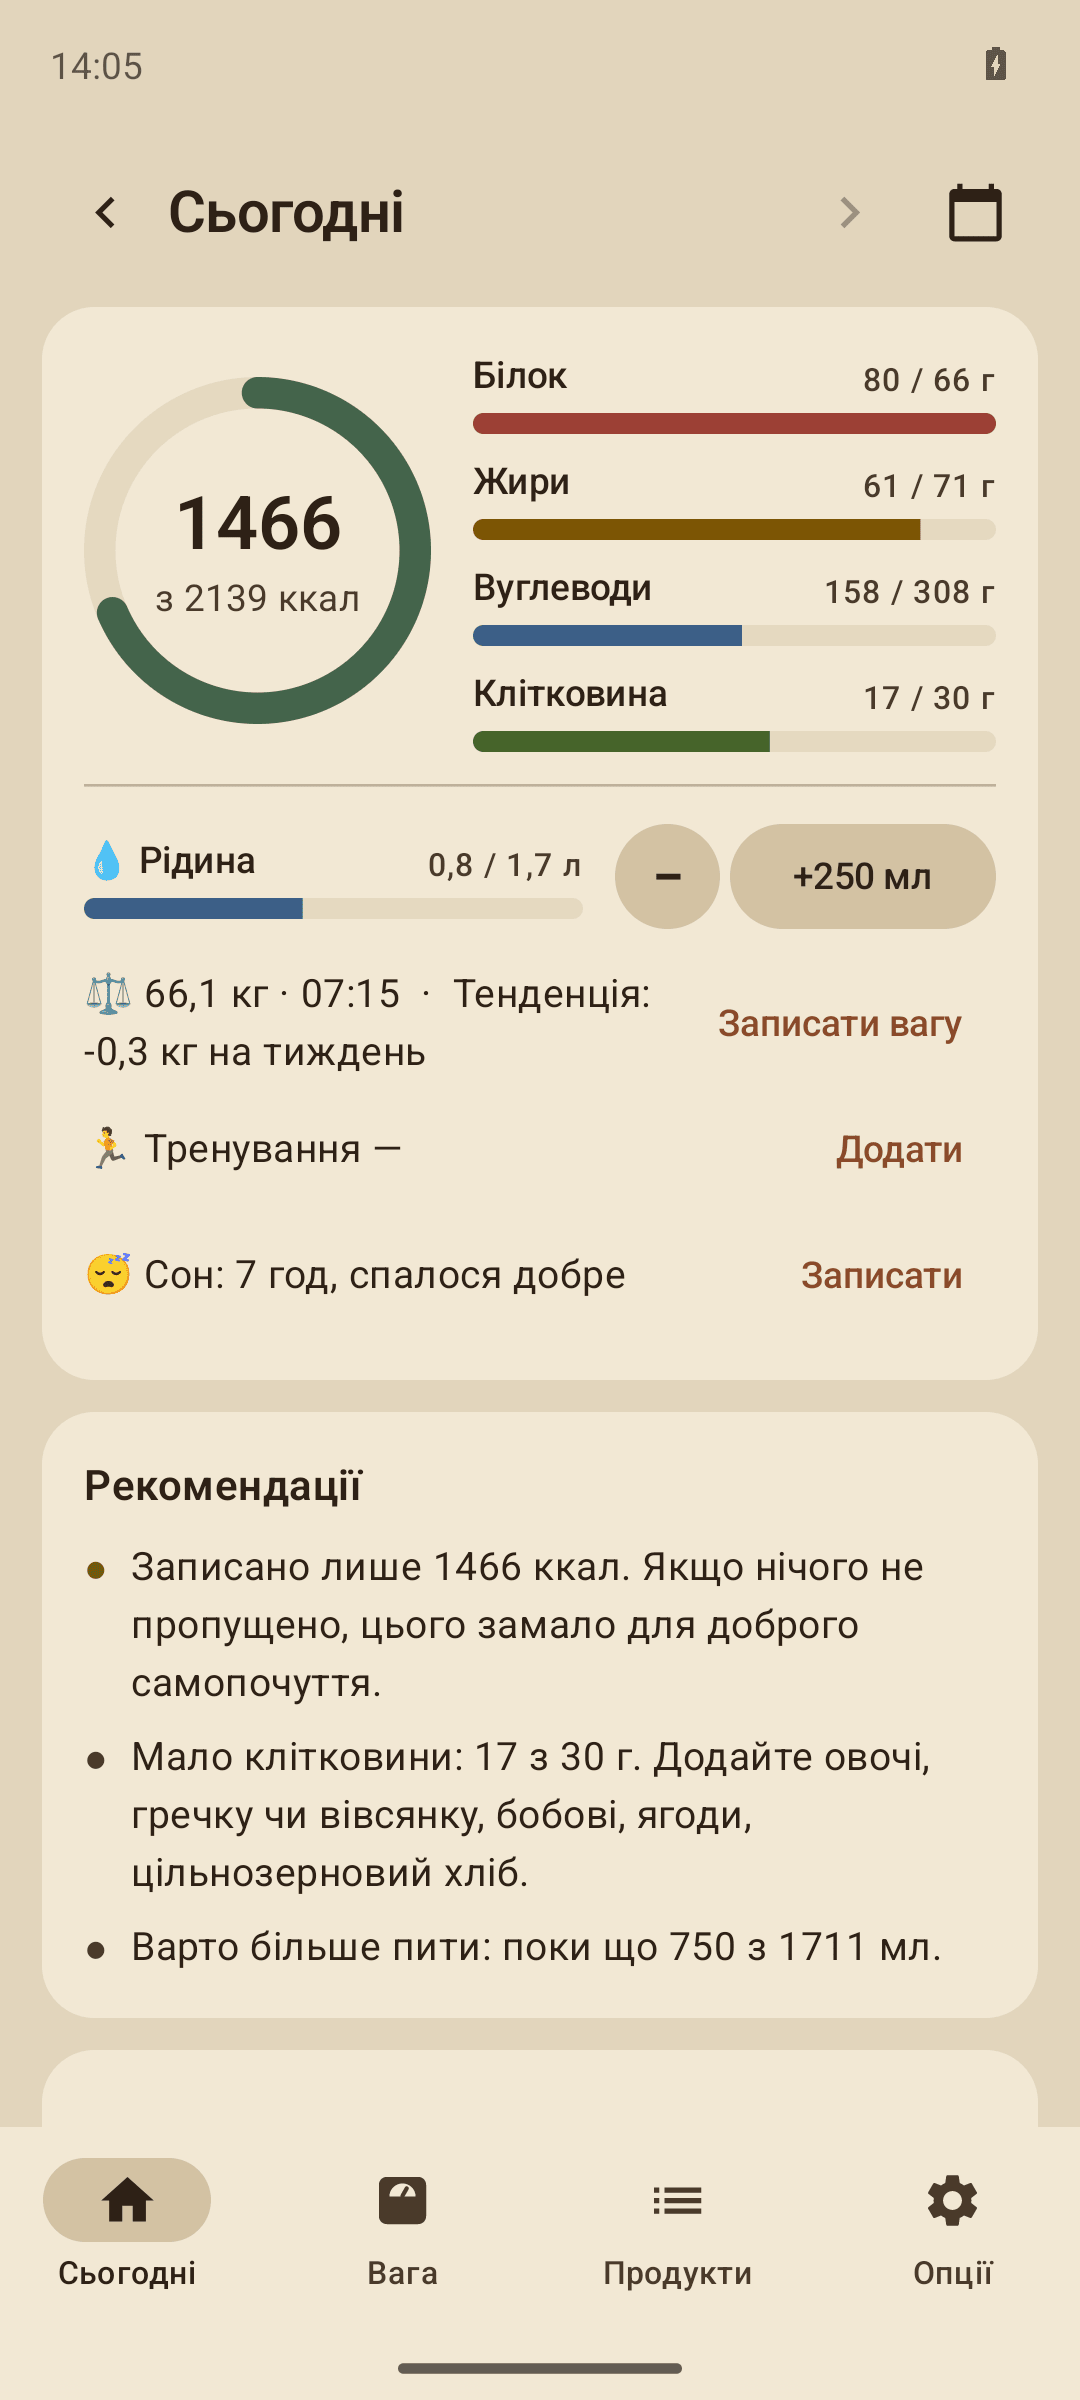 14:05
Сьогодні
1466
з 2139 ккал
Білок 80 / 66 г
Жири 61 / 71 г
Вуглеводи 158 / 308 г
Клітковина 17 / 30 г
Рідина 0,8 / 1,7 л
−
+250 мл
66,1 кг · 07:15 · Тенденція:
-0,3 кг на тиждень
Записати вагу
Тренування —
Додати
Сон: 7 год, спалося добре
Записати
Рекомендації
Записано лише 1466 ккал. Якщо нічого не
пропущено, цього замало для доброго
самопочуття.
Мало клітковини: 17 з 30 г. Додайте овочі,
гречку чи вівсянку, бобові, ягоди,
цільнозерновий хліб.
Варто більше пити: поки що 750 з 1711 мл.
Сьогодні
Вага
Продукти
Опції